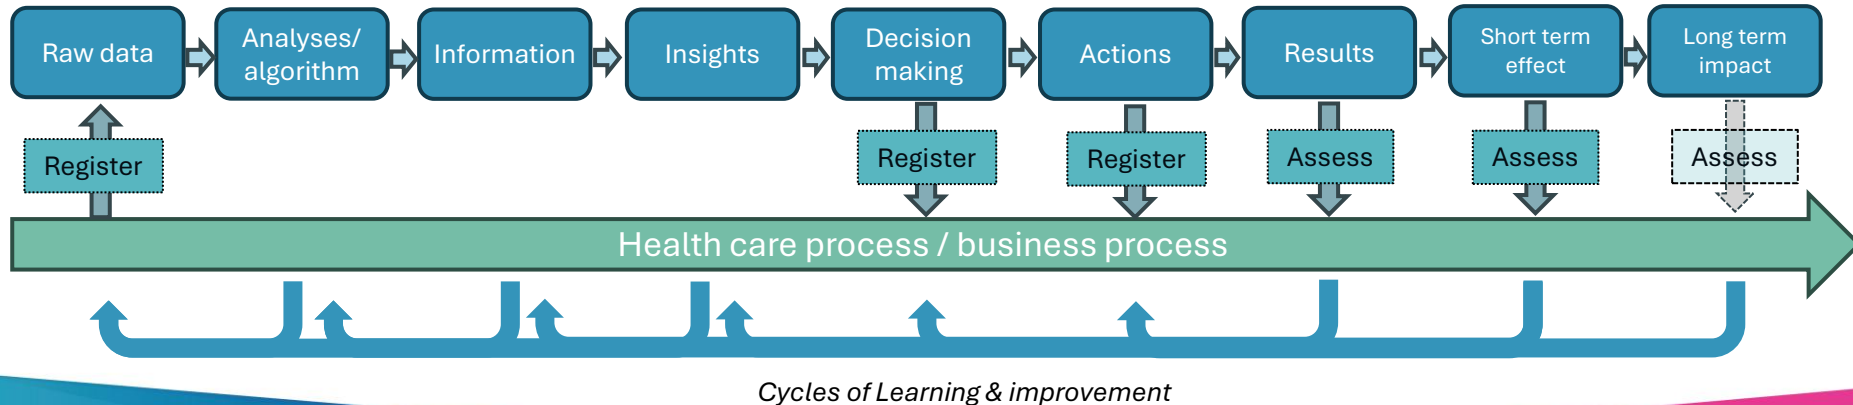 Raw data
Analyses/
algorithm
Information
Insights
Decision
making
Actions
Results
Short term
effect
Long term
impact
Register
Register
Register
Assess
Assess
Assess
Health care process / business process
Cycles of Learning & improvement